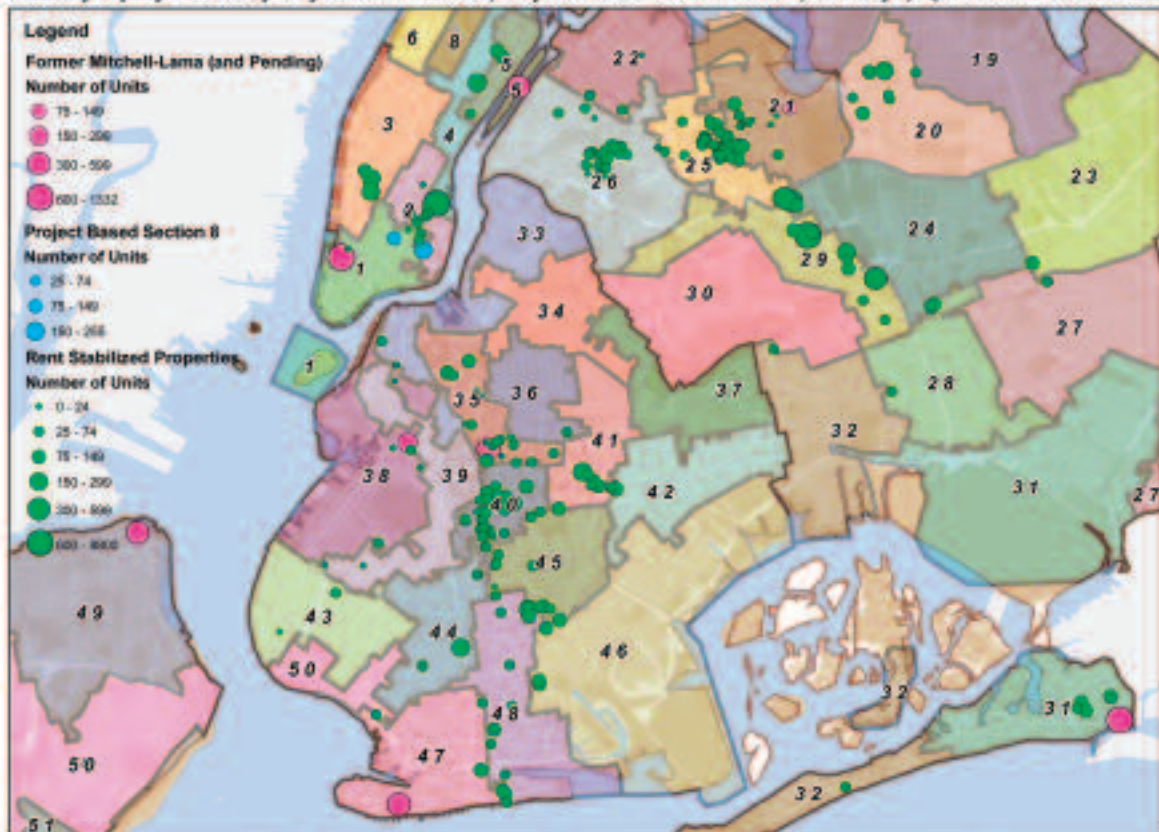 Legend
Former Mitchell-Lama (and Pending)
Number of Units
75 - 149
150 - 299
300 - 599
600 - 1332
Project Based Section 8
Number of Units
25 - 74
75 - 149
Rent Stabilized Properties
Number of Units
0 - 24
25 - 74
75 - 149
150 - 299
300 - 599
6
8
5
5
22
21
19
3
4
25
20
26
23
2
33
24
1
29
30
34
27
1
35
36
37
28
41
32
38
39
42
40
31
27
45
49
43
44
46
50
32
31
48
47
50
32
51